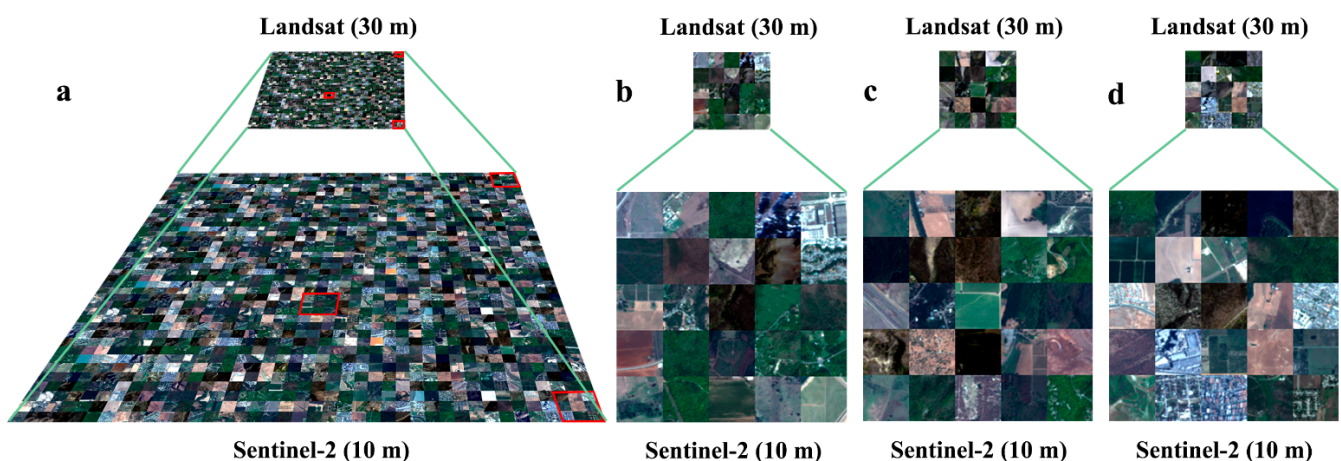 Landsat (30 m)
Landsat (30 m)
Landsat (30 m)
Landsat (30 m)
a
b
c
d
Sentinel-2 (10 m)
Sentinel-2 (10 m)
Sentinel-2 (10 m)
Sentinel-2 (10 m)